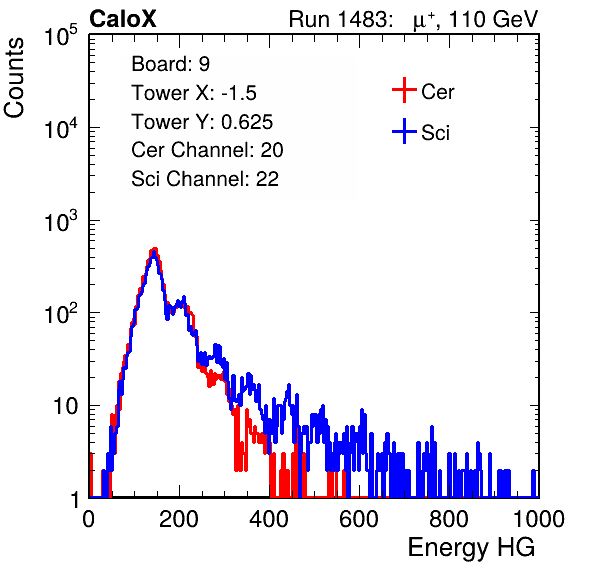 CaloX Run 1483: μ⁺, 110 GeV
Counts
10⁵
10⁴
10³
10²
10
1
Board: 9
Tower X: -1.5
Tower Y: 0.625
Cer Channel: 20
Sci Channel: 22
Cer
Sci
0 200 400 600 800 1000
Energy HG